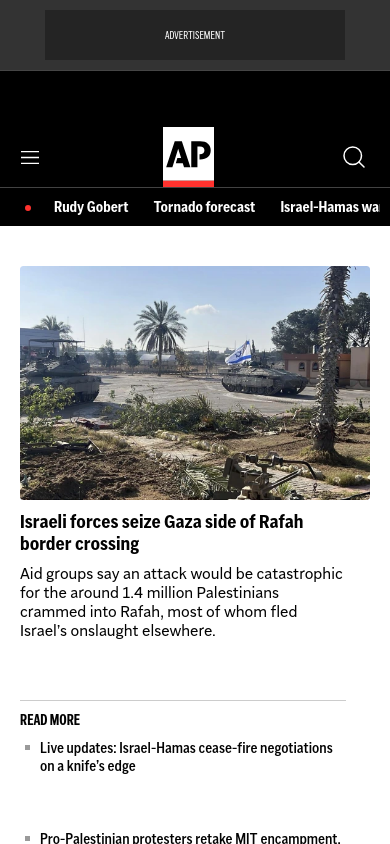 ADVERTISEMENT
AP
Rudy Gobert
Tornado forecast
Israel-Hamas wa
Israeli forces seize Gaza side of Rafah
border crossing
Aid groups say an attack would be catastrophic
for the around 1.4 million Palestinians
crammed into Rafah, most of whom fled
Israel’s onslaught elsewhere.
READ MORE
Live updates: Israel-Hamas cease-fire negotiations
on a knife’s edge
Pro-Palestinian protesters retake MIT encampment,